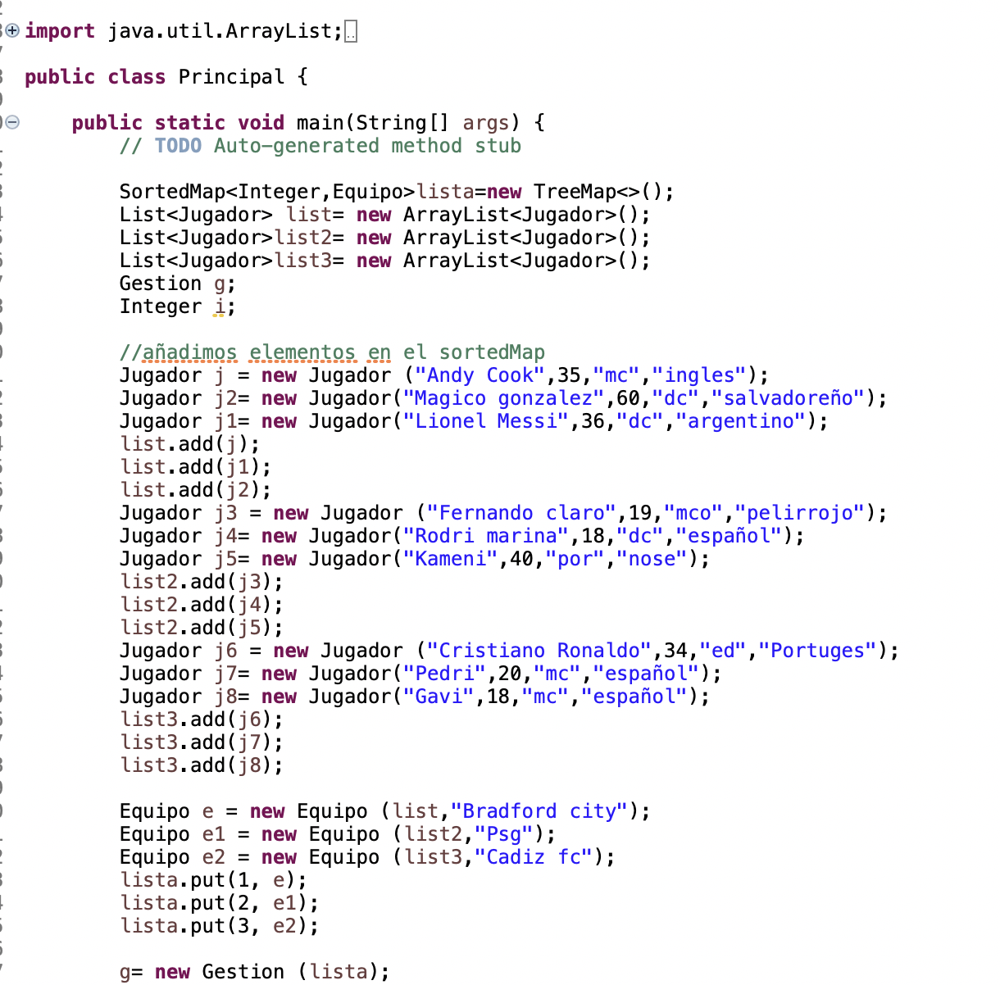 import java.util.ArrayList;
public class Principal {
public static void main(String[] args) {
// TODO Auto-generated method stub
SortedMap<Integer,Equipo>lista=new TreeMap<>();
List<Jugador> list= new ArrayList<Jugador>();
List<Jugador>list2= new ArrayList<Jugador>();
List<Jugador>list3= new ArrayList<Jugador>();
Gestion g;
Integer i;
//añadimos elementos en el sortedMap
Jugador j = new Jugador ("Andy Cook",35,"mc","ingles");
Jugador j2= new Jugador("Magico gonzalez",60,"dc","salvadoreño");
Jugador j1= new Jugador("Lionel Messi",36,"dc","argentino");
list.add(j);
list.add(j1);
list.add(j2);
Jugador j3 = new Jugador ("Fernando claro",19,"mco","pelirrojo");
Jugador j4= new Jugador("Rodri marina",18,"dc","español");
Jugador j5= new Jugador("Kameni",40,"por","nose");
list2.add(j3);
list2.add(j4);
list2.add(j5);
Jugador j6 = new Jugador ("Cristiano Ronaldo",34,"ed","Portuges");
Jugador j7= new Jugador("Pedri",20,"mc","español");
Jugador j8= new Jugador("Gavi",18,"mc","español");
list3.add(j6);
list3.add(j7);
list3.add(j8);
Equipo e = new Equipo (list,"Bradford city");
Equipo e1 = new Equipo (list2,"Psg");
Equipo e2 = new Equipo (list3,"Cadiz fc");
lista.put(1, e);
lista.put(2, e1);
lista.put(3, e2);
g= new Gestion (lista);